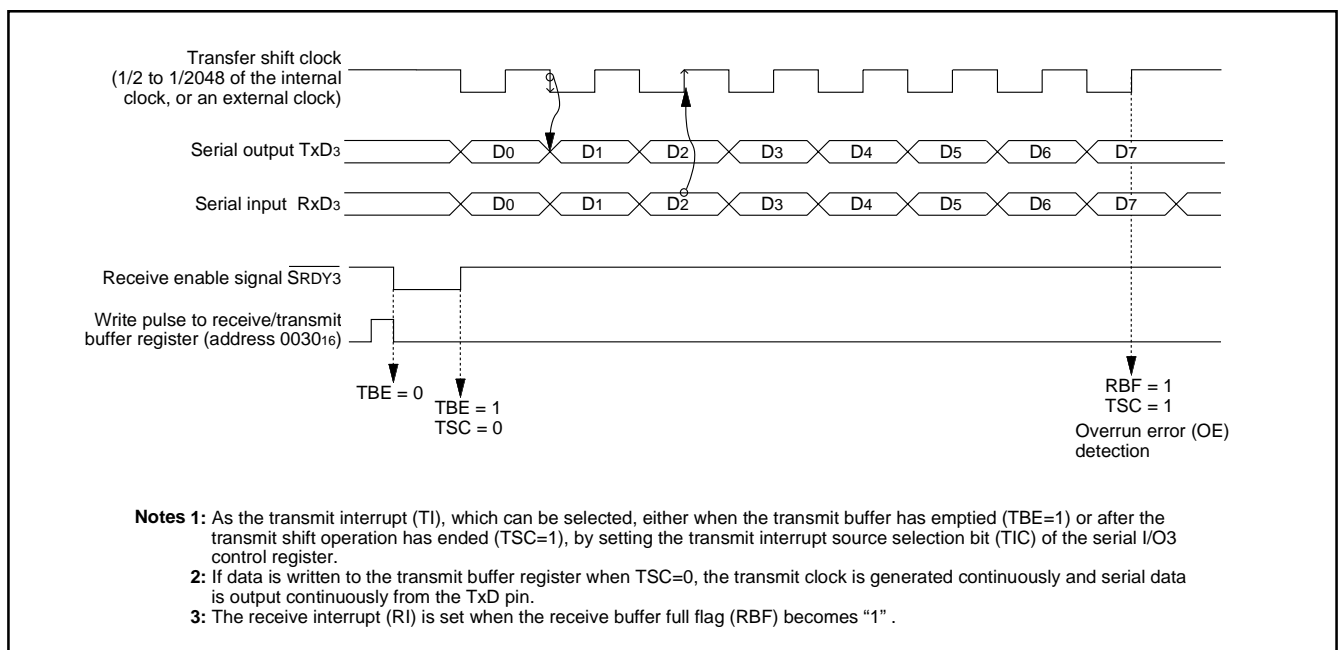 Transfer shift clock
(1/2 to 1/2048 of the internal
clock, or an external clock)
Serial output TxD3 D0 D1 D2 D3 D4 D5 D6 D7
Serial input RxD3 D0 D1 D2 D3 D4 D5 D6 D7
Receive enable signal SRDY3
Write pulse to receive/transmit
buffer register (address 003016)
TBE = 0
TBE = 1
TSC = 0
RBF = 1
TSC = 1
Overrun error (OE)
detection
Notes 1: As the transmit interrupt (TI), which can be selected, either when the transmit buffer has emptied (TBE=1) or after the
transmit shift operation has ended (TSC=1), by setting the transmit interrupt source selection bit (TIC) of the serial I/O3
control register.
2: If data is written to the transmit buffer register when TSC=0, the transmit clock is generated continuously and serial data
is output continuously from the TxD pin.
3: The receive interrupt (RI) is set when the receive buffer full flag (RBF) becomes “1” .